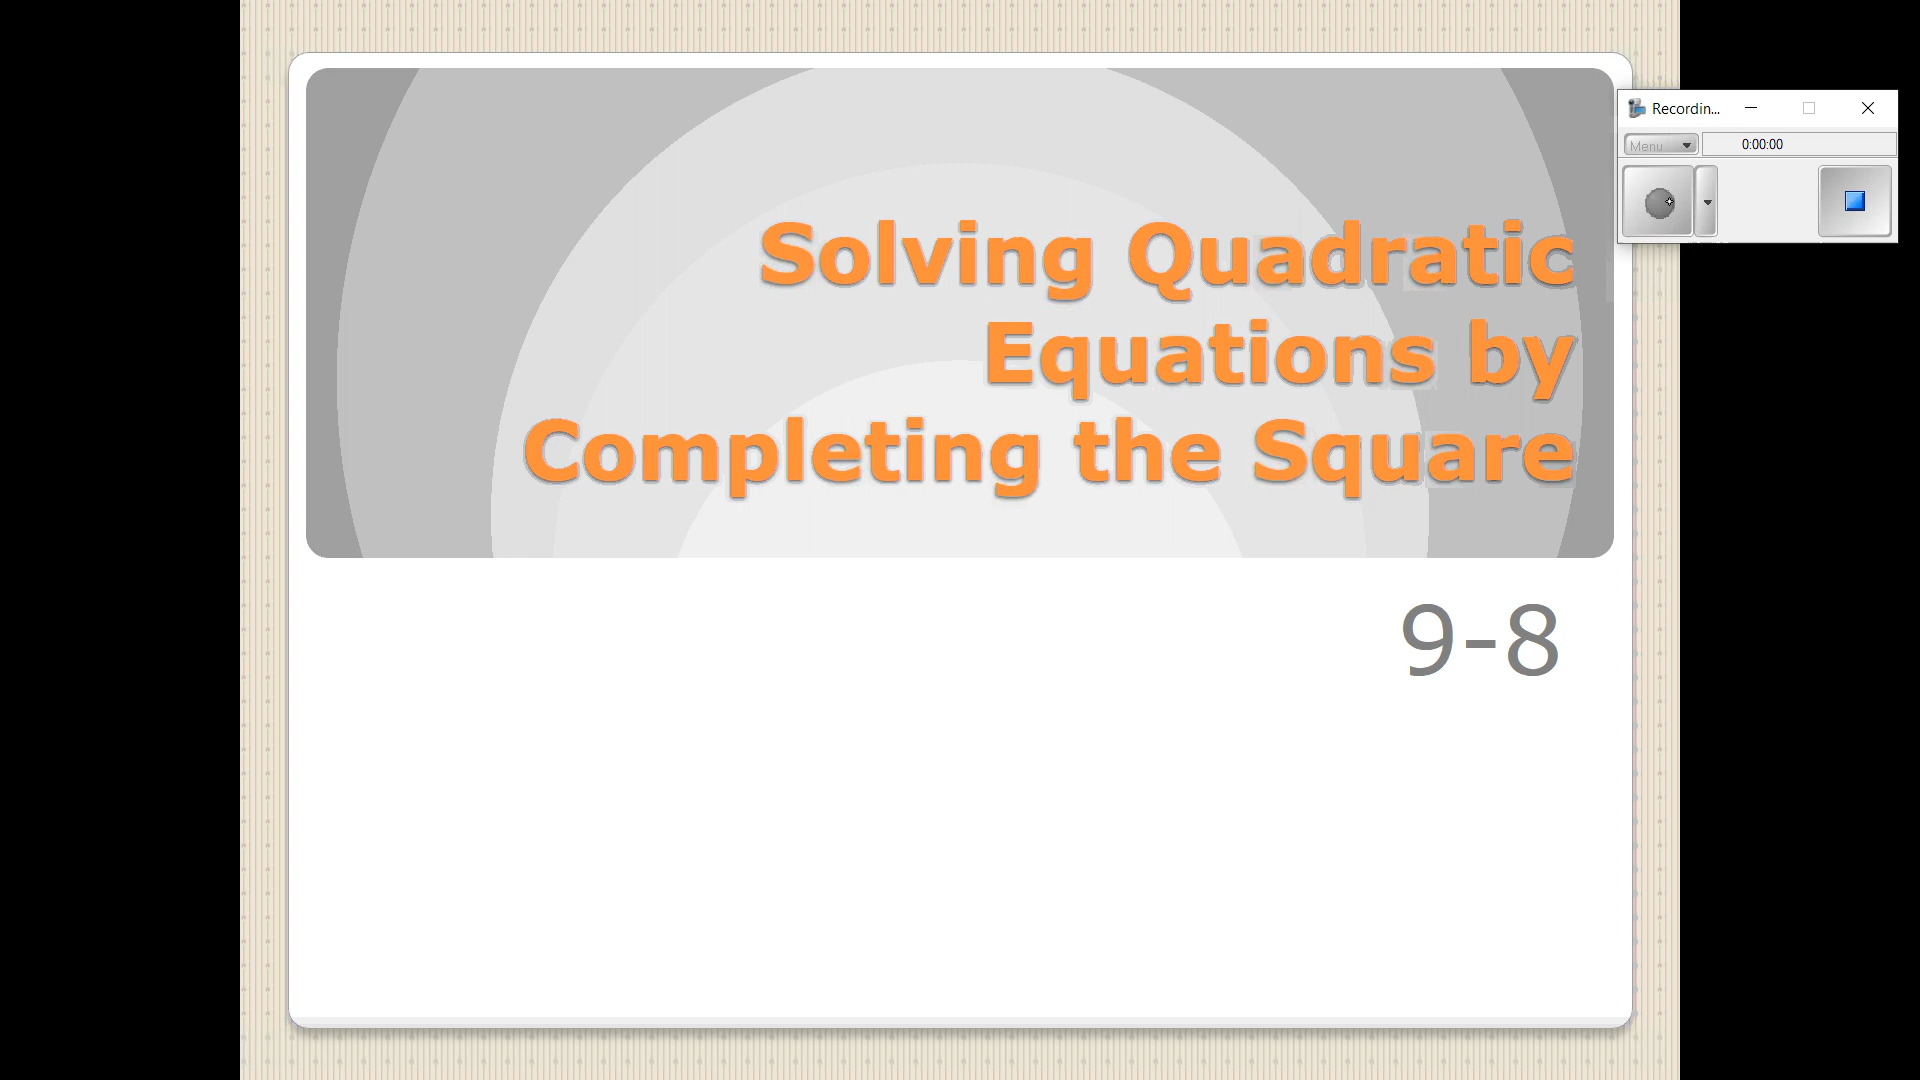 Solving Quadratic
Equations by
Completing the Square
9-8
Recordin...
Menu
0:00:00